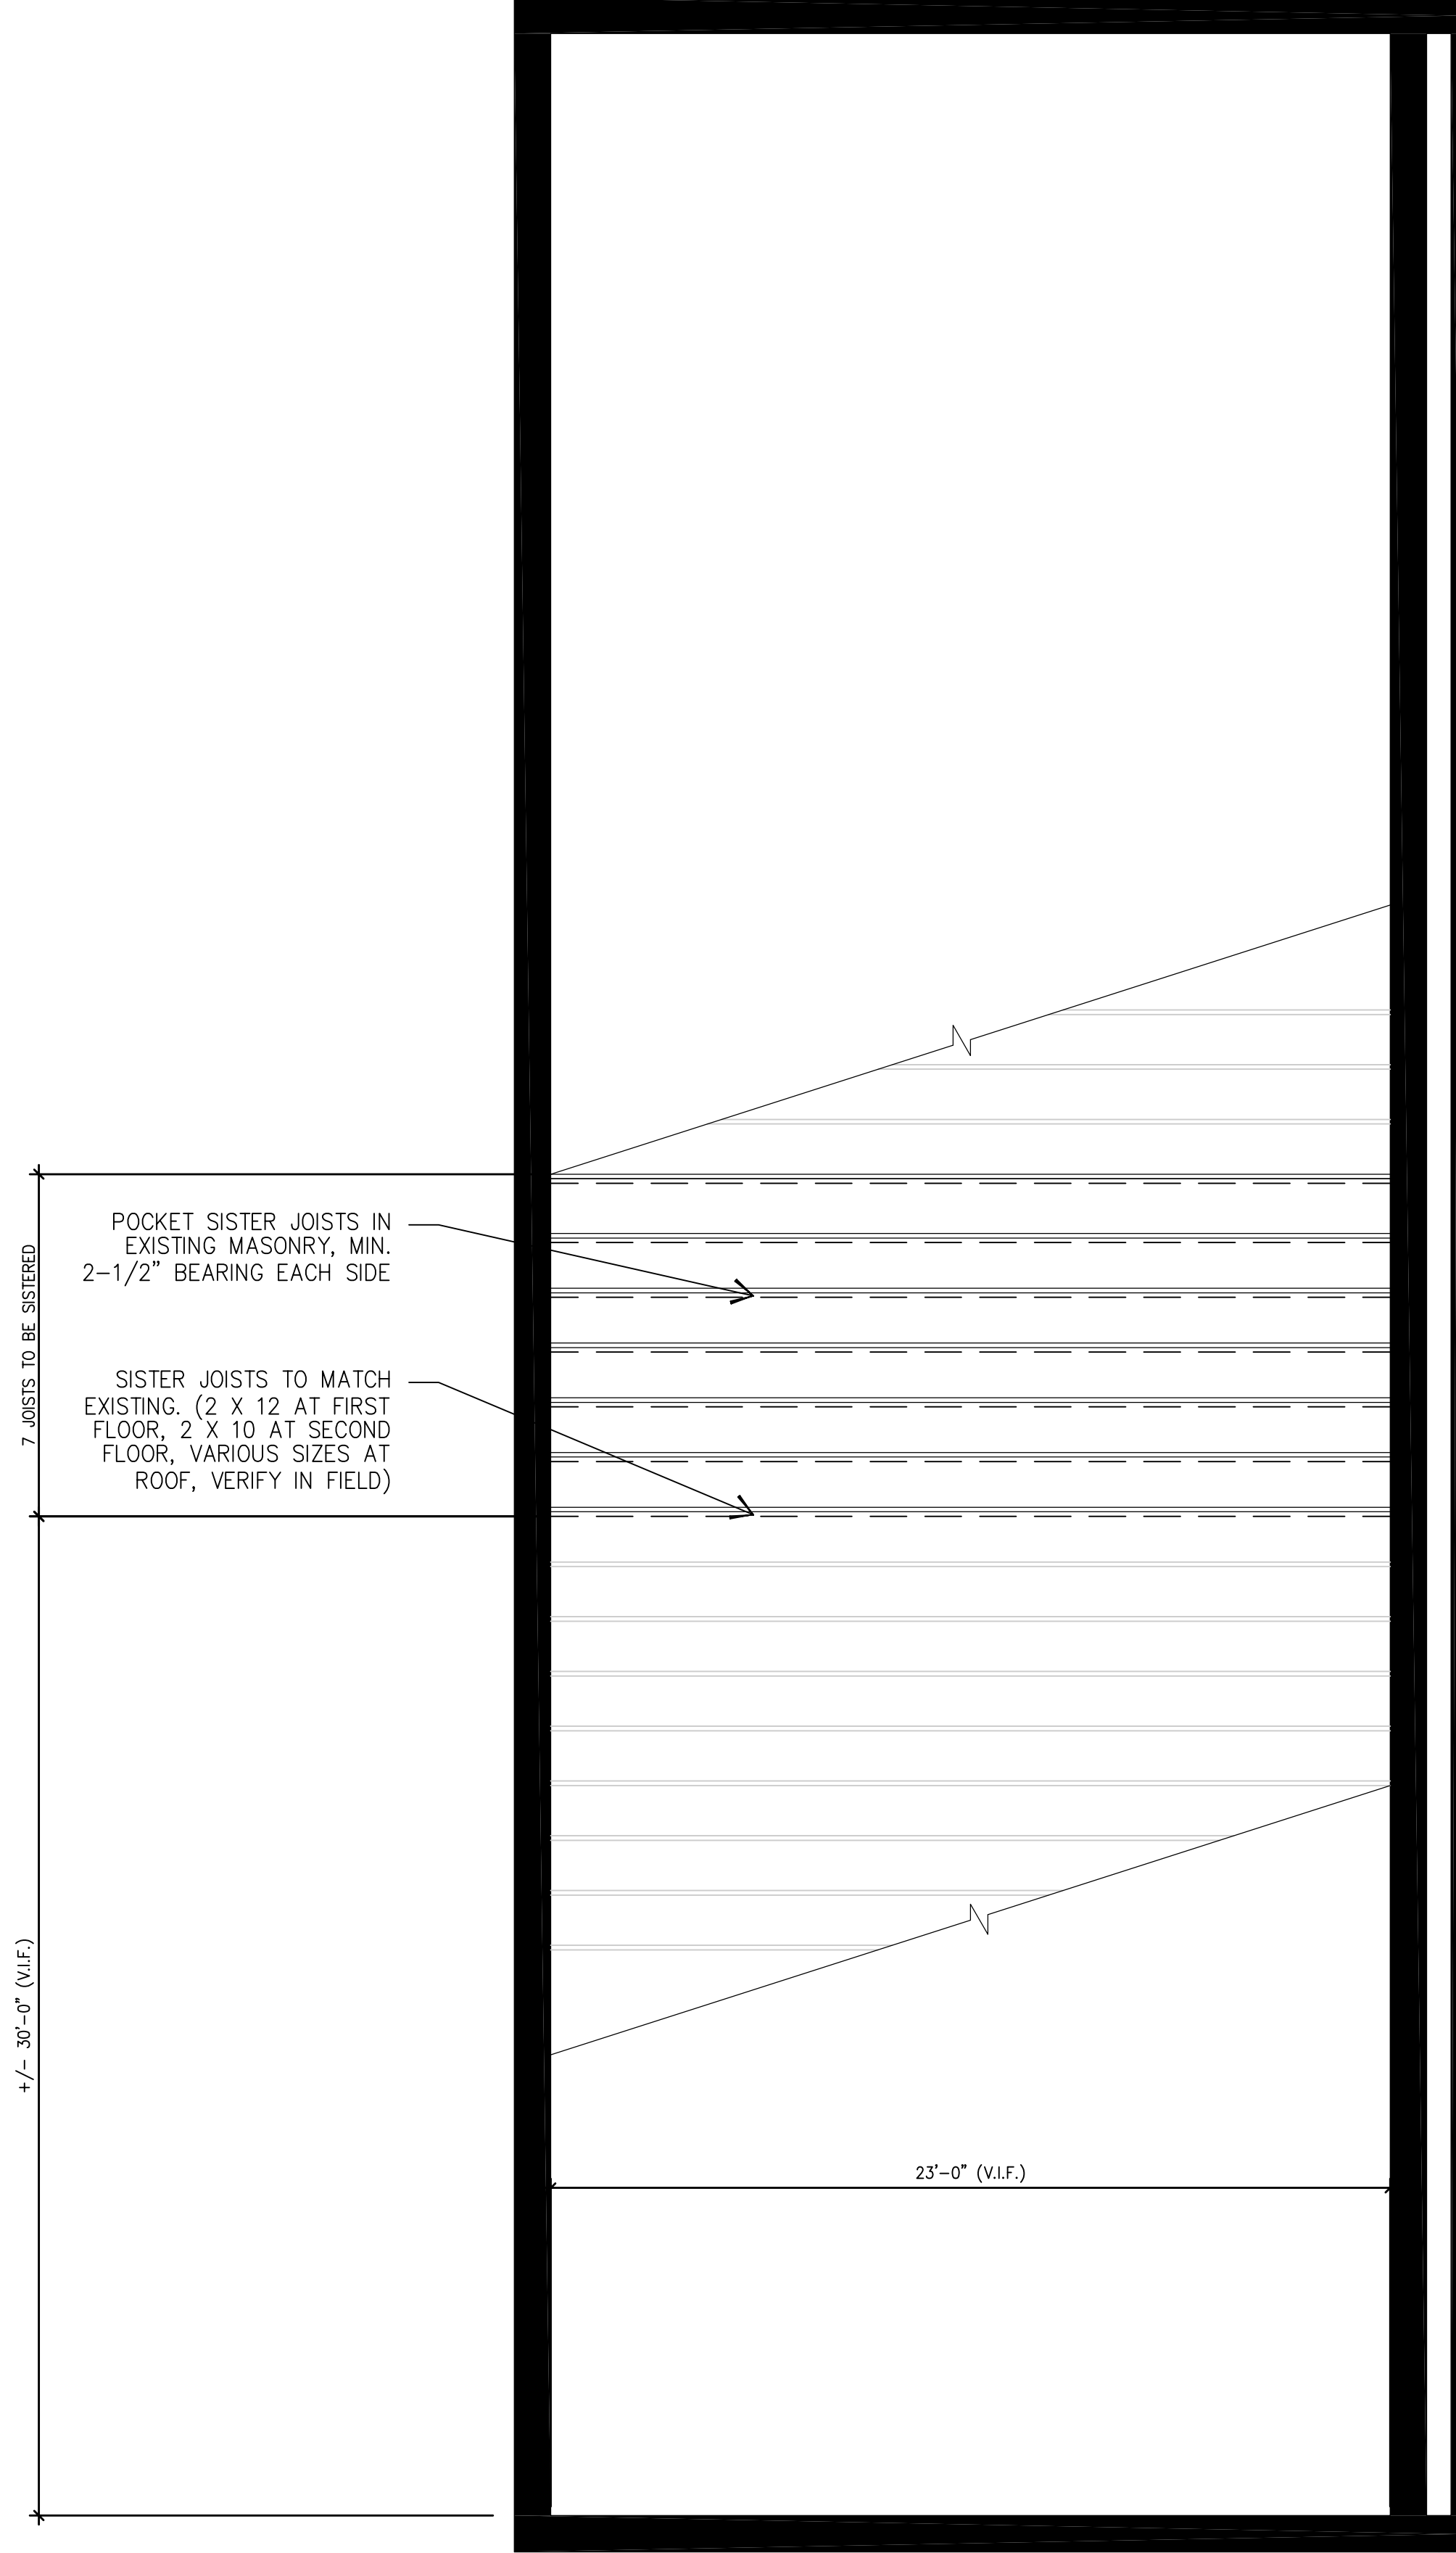 POCKET SISTER JOISTS IN
EXISTING MASONRY, MIN.
2-1/2" BEARING EACH SIDE
7 JOISTS TO BE SISTERED
SISTER JOISTS TO MATCH
EXISTING. (2 X 12 AT FIRST
FLOOR, 2 X 10 AT SECOND
FLOOR, VARIOUS SIZES AT
ROOF, VERIFY IN FIELD)
+/- 30'-0" (V.I.F.)
23'-0" (V.I.F.)